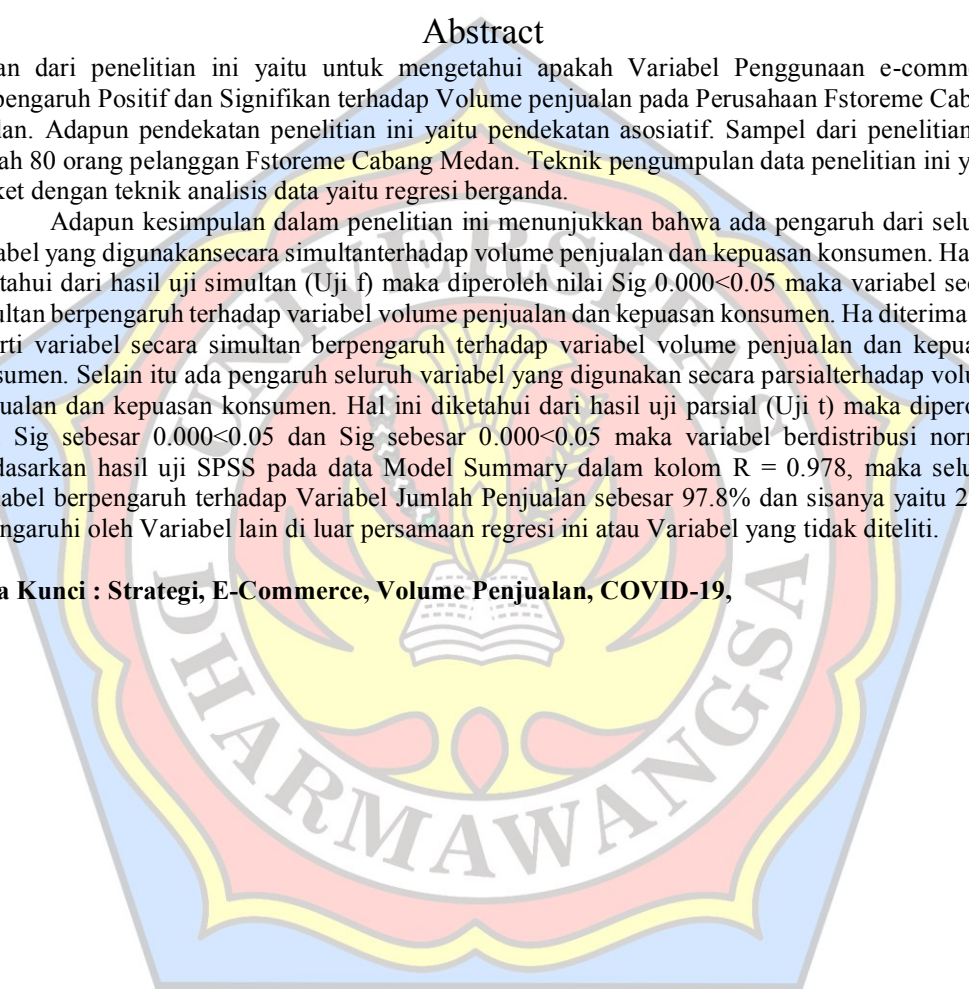 Abstract
an dari penelitian ini yaitu untuk mengetahui apakah Variabel Penggunaan e-comme
pengaruh Positif dan Signifikan terhadap Volume penjualan pada Perusahaan Fstoreme Cab
lan. Adapun pendekatan penelitian ini yaitu pendekatan asosiatif. Sampel dari penelitian
ah 80 orang pelanggan Fstoreme Cabang Medan. Teknik pengumpulan data penelitian ini y
ket dengan teknik analisis data yaitu regresi berganda.
Adapun kesimpulan dalam penelitian ini menunjukkan bahwa ada pengaruh dari selu
abel yang digunakansecara simultanterhadap volume penjualan dan kepuasan konsumen. Ha
tahui dari hasil uji simultan (Uji f) maka diperoleh nilai Sig 0.000<0.05 maka variabel sec
ultan berpengaruh terhadap variabel volume penjualan dan kepuasan konsumen. Ha diterima
rti variabel secara simultan berpengaruh terhadap variabel volume penjualan dan kepua
sumen. Selain itu ada pengaruh seluruh variabel yang digunakan secara parsialterhadap volu
jualan dan kepuasan konsumen. Hal ini diketahui dari hasil uji parsial (Uji t) maka dipero
Sig sebesar 0.000<0.05 dan Sig sebesar 0.000<0.05 maka variabel berdistribusi norm
dasarkan hasil uji SPSS pada data Model Summary dalam kolom R = 0.978, maka selu
abel berpengaruh terhadap Variabel Jumlah Penjualan sebesar 97.8% dan sisanya yaitu 2
ngaruhi oleh Variabel lain di luar persamaan regresi ini atau Variabel yang tidak diteliti.
a Kunci : Strategi, E-Commerce, Volume Penjualan, COVID-19,
UNIVERSITAS
DHARMAWANGSA